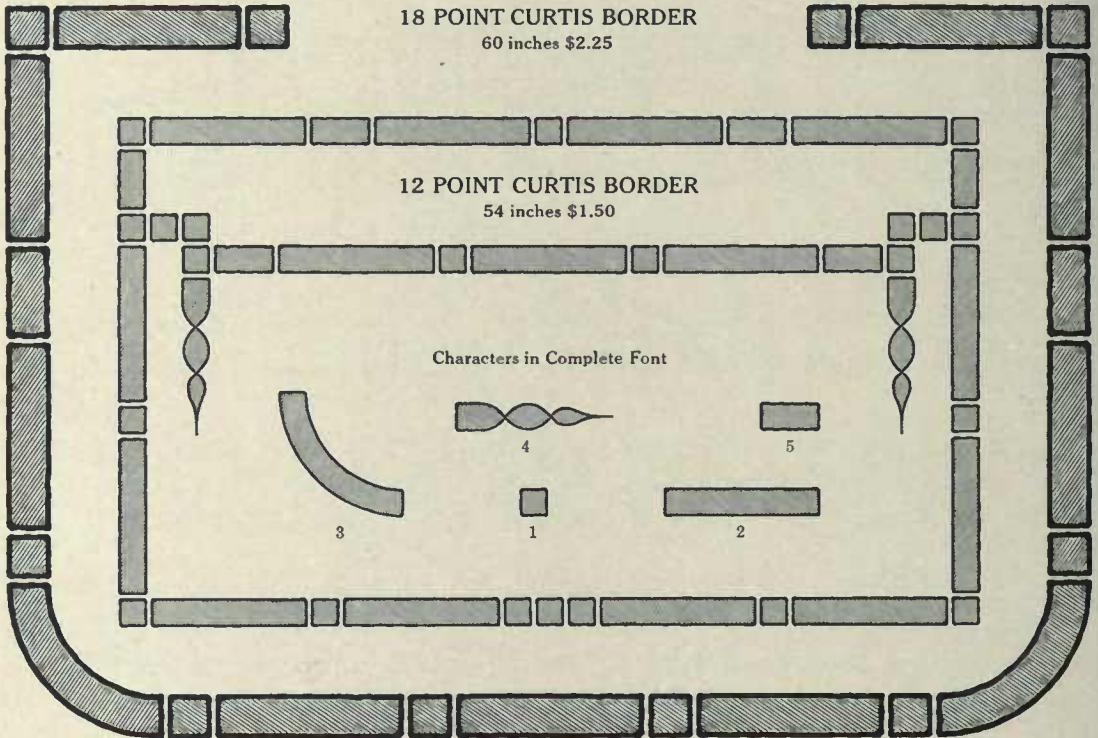 18 POINT CURTIS BORDER
60 inches $2.25
12 POINT CURTIS BORDER
54 inches $1.50
Characters in Complete Font
4
5
3
1
2